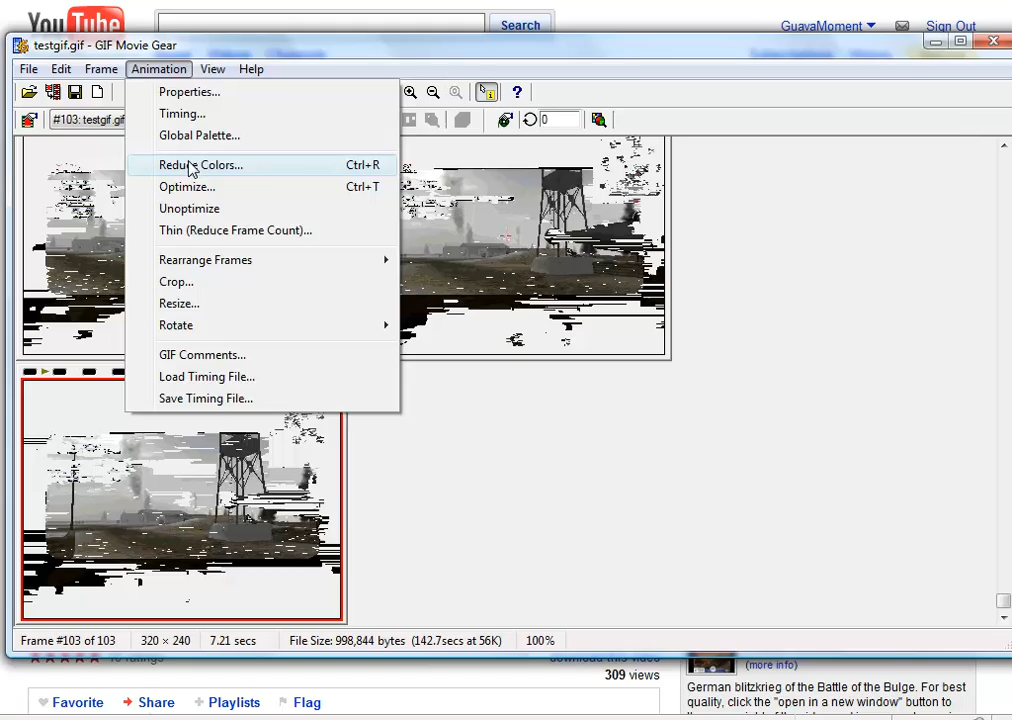 YouTube
Search
GuavaMoment
Sign Out
testgif.gif - GIF Movie Gear
File Edit Frame Animation View Help
#103: testgif.gif
0
Properties...
Timing...
Global Palette...
Reduce Colors... Ctrl+R
Optimize... Ctrl+T
Unoptimize
Thin (Reduce Frame Count)...
Rearrange Frames
Crop...
Resize...
Rotate
GIF Comments...
Load Timing File...
Save Timing File...
Frame #103 of 103 320 × 240 7.21 secs File Size: 998,844 bytes (142.7secs at 56K) 100%
309 views
(more info)
Favorite Share Playlists Flag
German blitzkrieg of the Battle of the Bulge. For best
quality, click the "open in a new window" button to